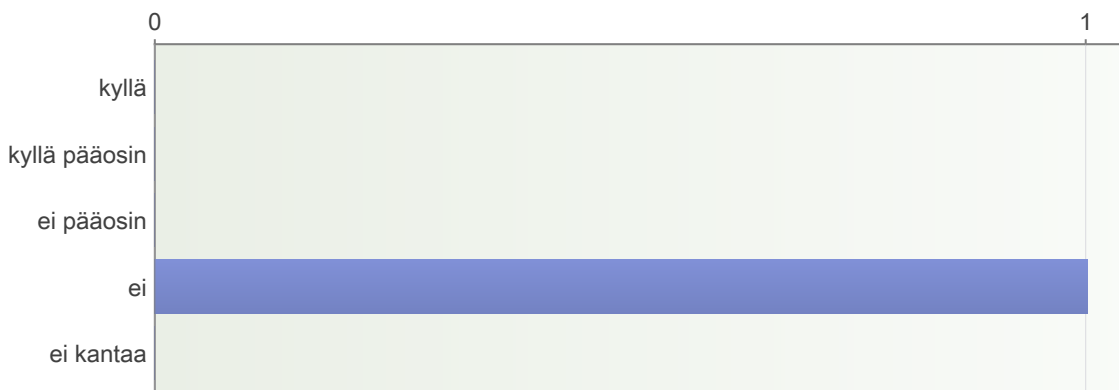 0 1
kyllä
kyllä pääosin
ei pääosin
ei
ei kantaa